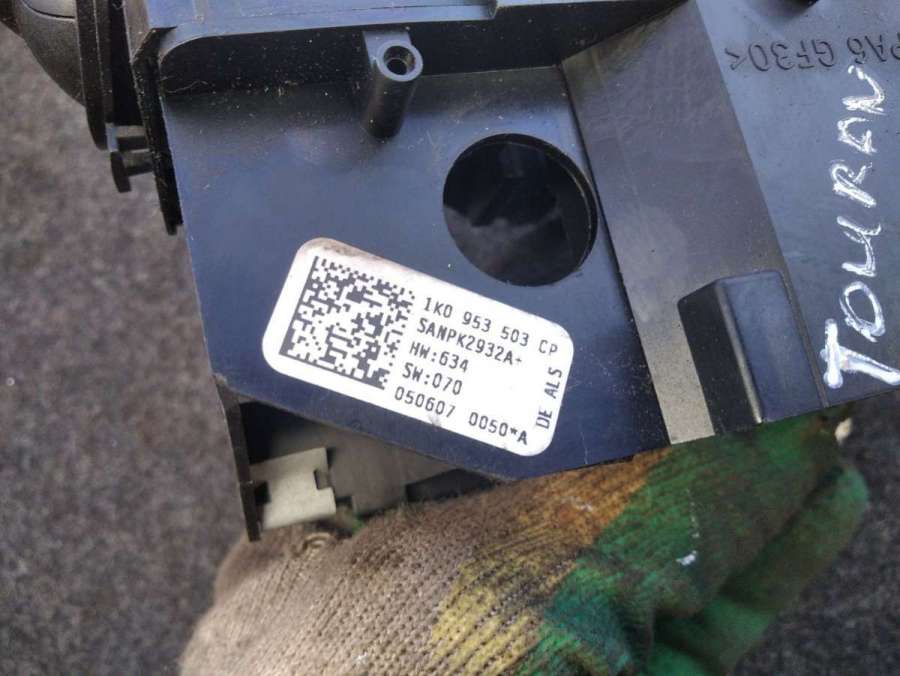 PA6 GF30<
TOURAN
1K0 953 503 CP
SANPK2932A+
HW:634
SW:070
050607 0050*A
DE ALS